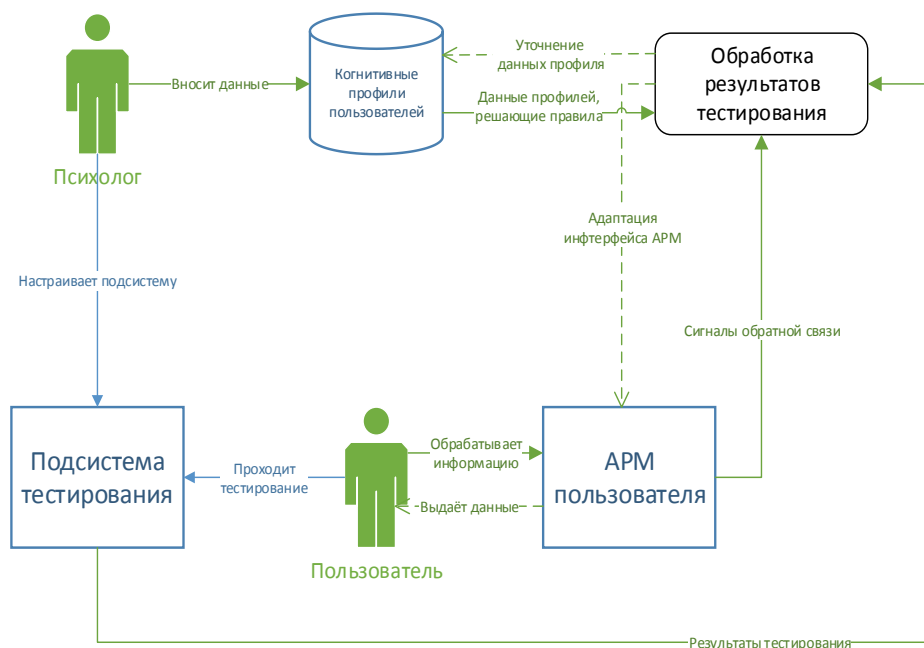 Уточнение
данных профиля
Обработка
результатов
тестирования
Вносит данные
Когнитивные
профили
пользователей
Данные профилей,
решающие правила
Психолог
Адаптация
инфтерфейса АРМ
Настраивает подсистему
Сигналы обратной связи
Подсистема
тестирования
Проходит
тестирование
Обрабатывает
информацию
АРМ
пользователя
Выдаёт данные
Пользователь
Результаты тестирования